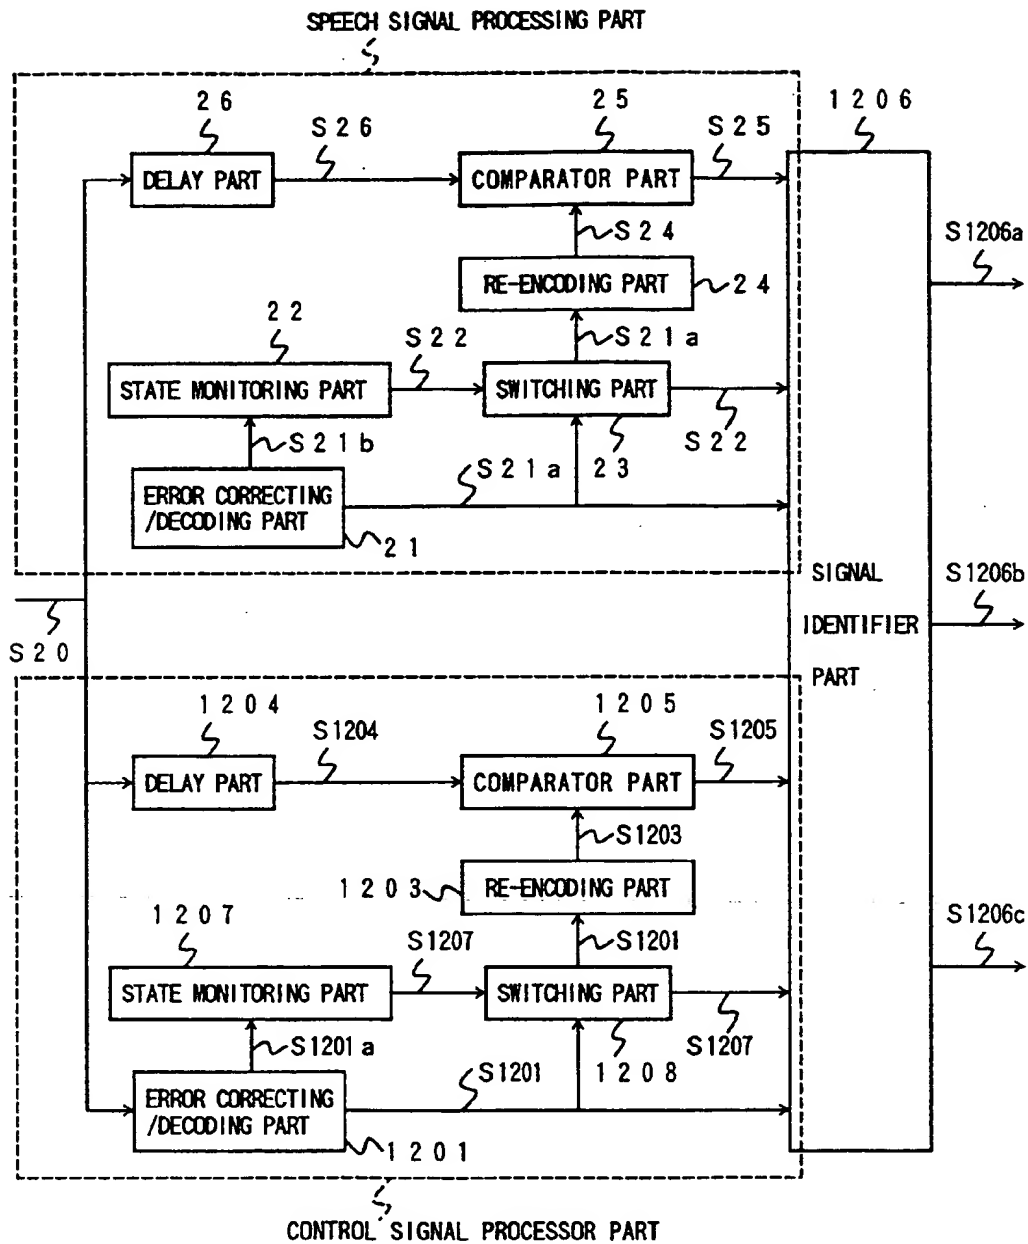 SPEECH SIGNAL PROCESSING PART
26
S26
25
S25
1206
DELAY PART
COMPARATOR PART
S24
S1206a
RE-ENCODING PART
24
22
S22
S21a
STATE MONITORING PART
SWITCHING PART
S22
S21b
S21a
23
ERROR CORRECTING
/DECODING PART
21
SIGNAL
IDENTIFIER
PART
S1206b
S20
1204
S1204
1205
S1205
DELAY PART
COMPARATOR PART
S1203
1203
RE-ENCODING PART
S1206c
1207
S1207
S1201
STATE MONITORING PART
SWITCHING PART
S1207
S1201a
S1201
1208
ERROR CORRECTING
/DECODING PART
1201
CONTROL SIGNAL PROCESSOR PART